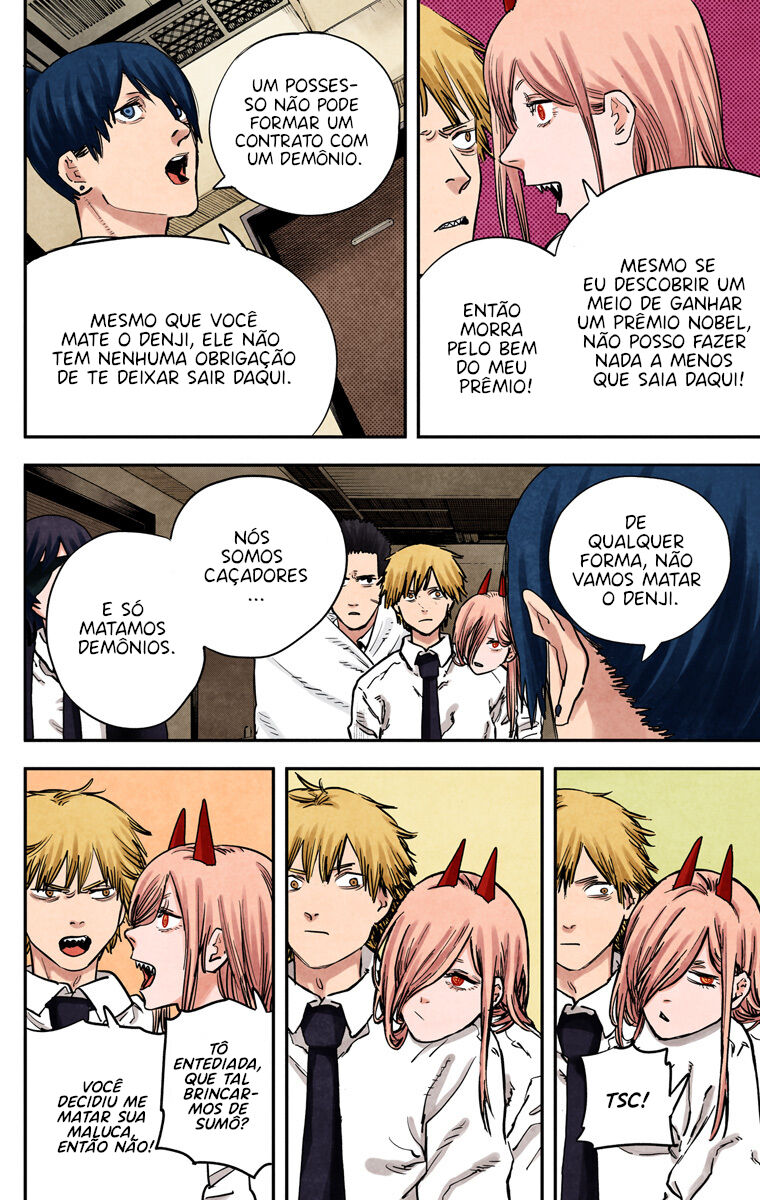 MESMO SE
EU DESCOBRIR UM
MEIO DE GANHAR
UM PRÊMIO NOBEL,
NÃO POSSO FAZER
NADA A MENOS
QUE SAIA DAQUI!
ENTÃO
MORRA
PELO BEM
DO MEU
PRÊMIO!
UM POSSES-
SO NÃO PODE
FORMAR UM
CONTRATO COM
UM DEMÔNIO.
MESMO QUE VOCÊ
MATE O DENJI, ELE NÃO
TEM NENHUMA OBRIGAÇÃO
DE TE DEIXAR SAIR DAQUI.
DE
QUALQUER
FORMA, NÃO
VAMOS MATAR
O DENJI.
NÓS
SOMOS
CAÇADORES
...
E SÓ
MATAMOS
DEMÔNIOS.
TSC!
TÔ
ENTEDIADA,
QUE TAL
BRINCAR-
MOS DE
SUMÔ?
VOCÊ
DECIDIU ME
MATAR SUA
MALUCA,
ENTÃO NÃO!